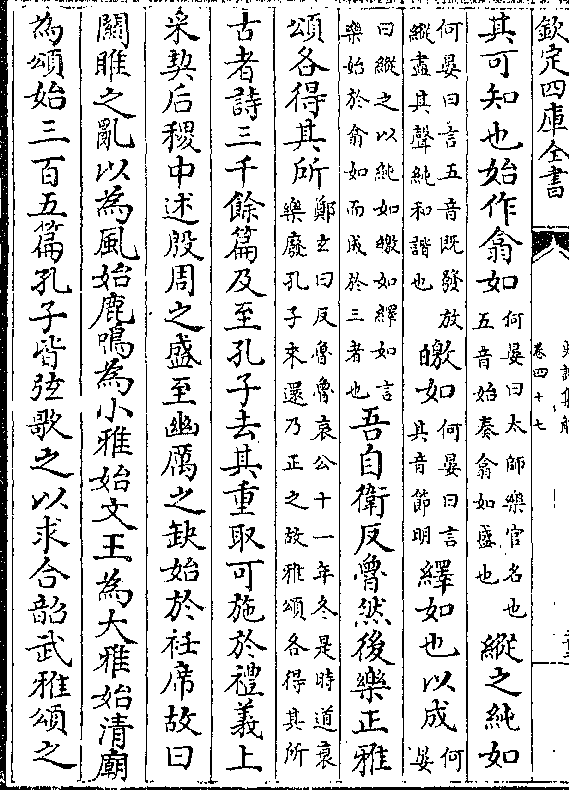 欽定四庫全書
卷四十七
其可知也始作翕如何晏曰太師樂官名也五音始奏翕如盛也縱之純如
何晏曰言五音既發放縱盡其聲純和諧也皦如何晏曰言其音節明繹如也以成何晏
曰縱之以純如皦如繹如言樂始於翕如而成於三者也吾自衛反魯然後樂正雅
頌各得其所鄭玄曰反魯魯哀公十一年冬是時道衰樂廢孔子來還乃正之故雅頌各得其所
古者詩三千餘篇及至孔子去其重取可施於禮義上
采契后稷中述殷周之盛至幽厲之缺始於衽席故曰
關雎之亂以為風始鹿鳴為小雅始文王為大雅始清廟
為頌始三百五篇孔子皆弦歌之以求合韶武雅頌之